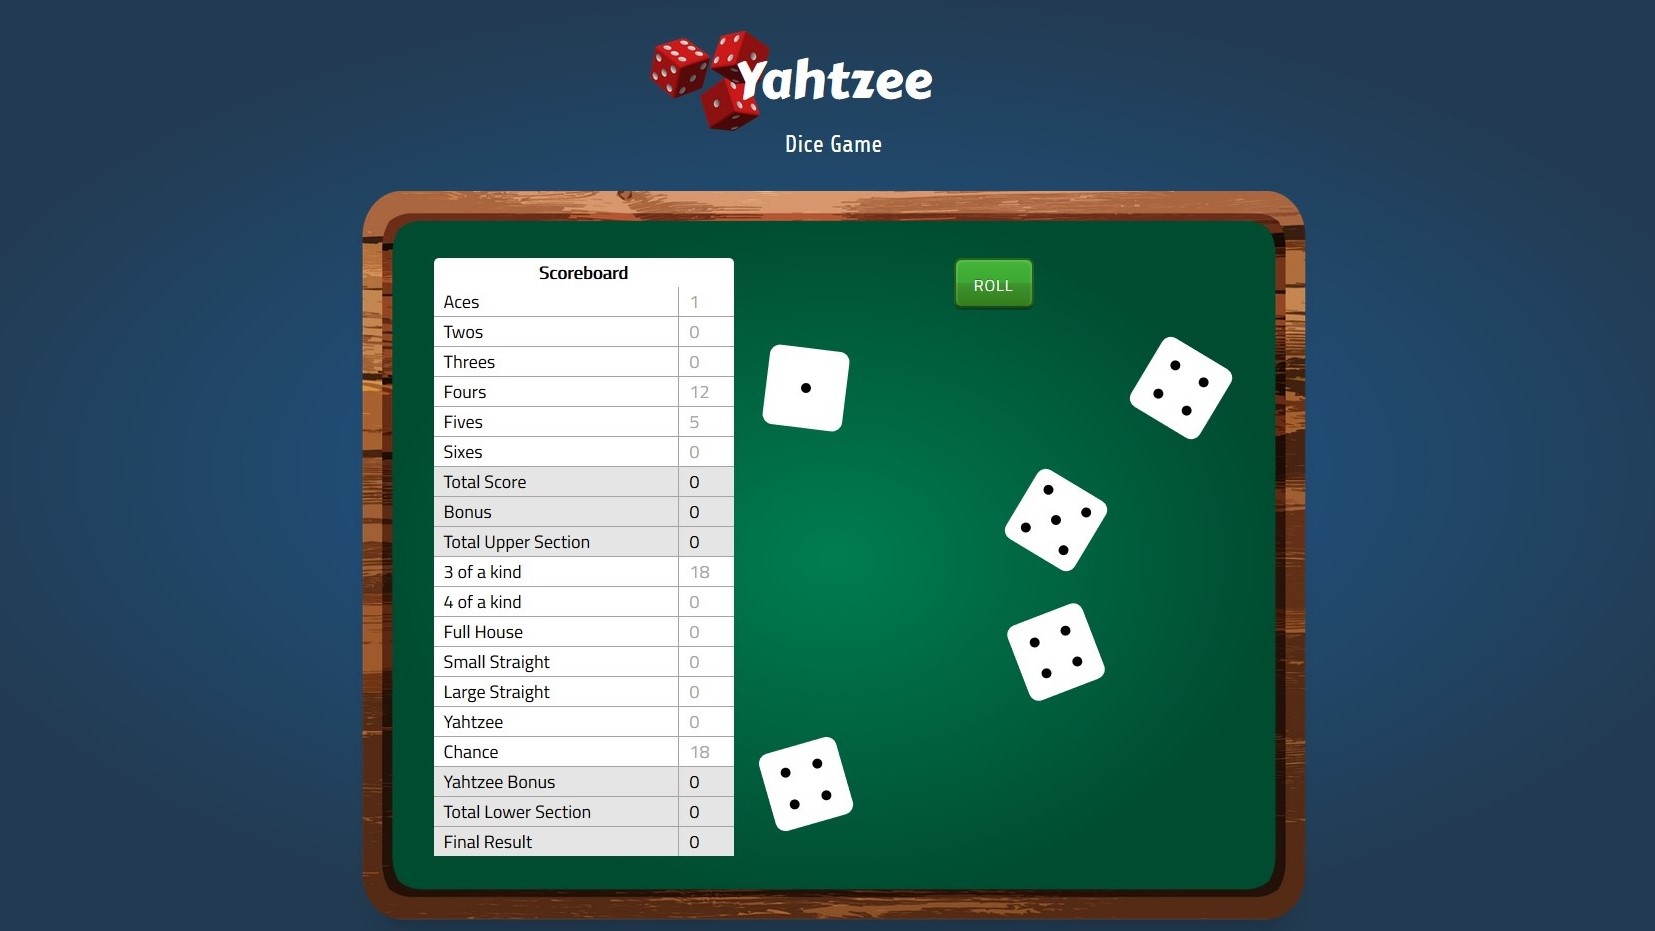 Yahtzee
Dice Game
Scoreboard
Aces 1
Twos 0
Threes 0
Fours 12
Fives 5
Sixes 0
Total Score 0
Bonus 0
Total Upper Section 0
3 of a kind 18
4 of a kind 0
Full House 0
Small Straight 0
Large Straight 0
Yahtzee 0
Chance 18
Yahtzee Bonus 0
Total Lower Section 0
Final Result 0
ROLL